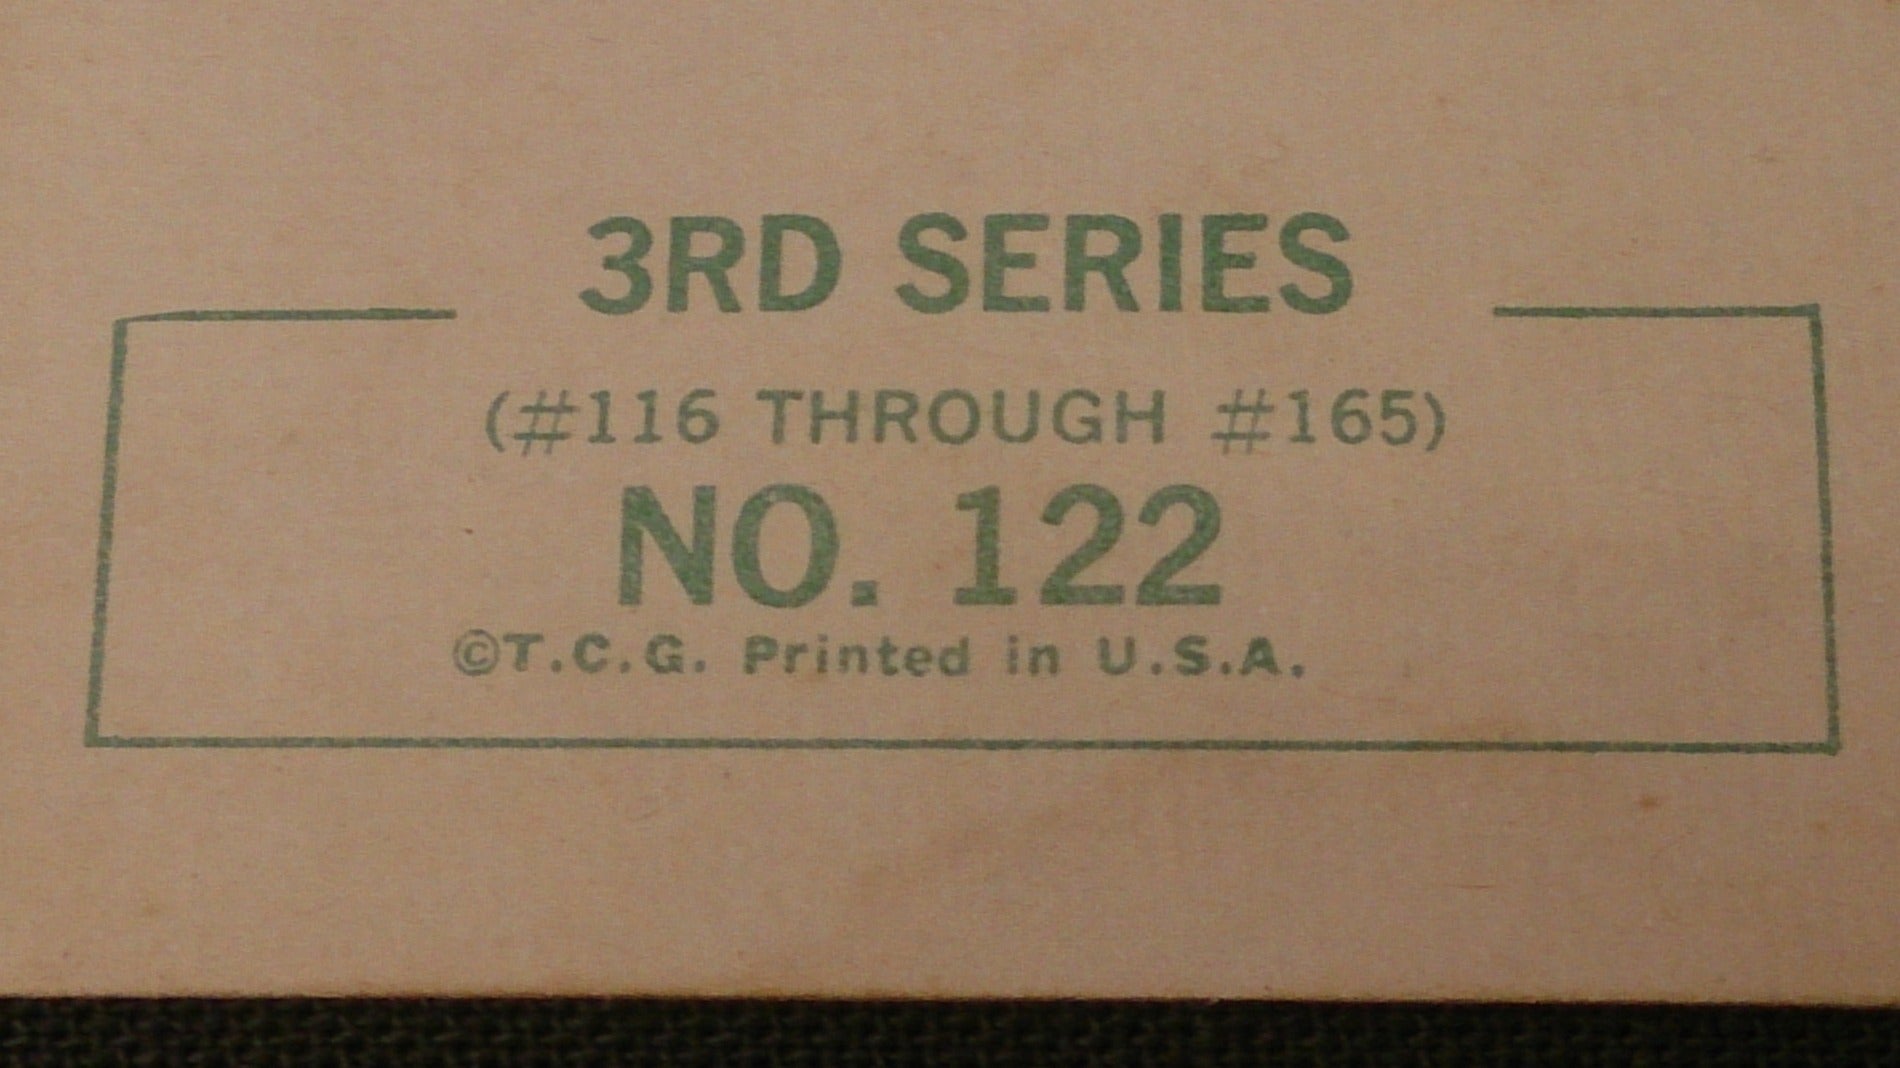 3RD SERIES
(#116 THROUGH #165)
NO. 122
©T.C.G. Printed in U.S.A.